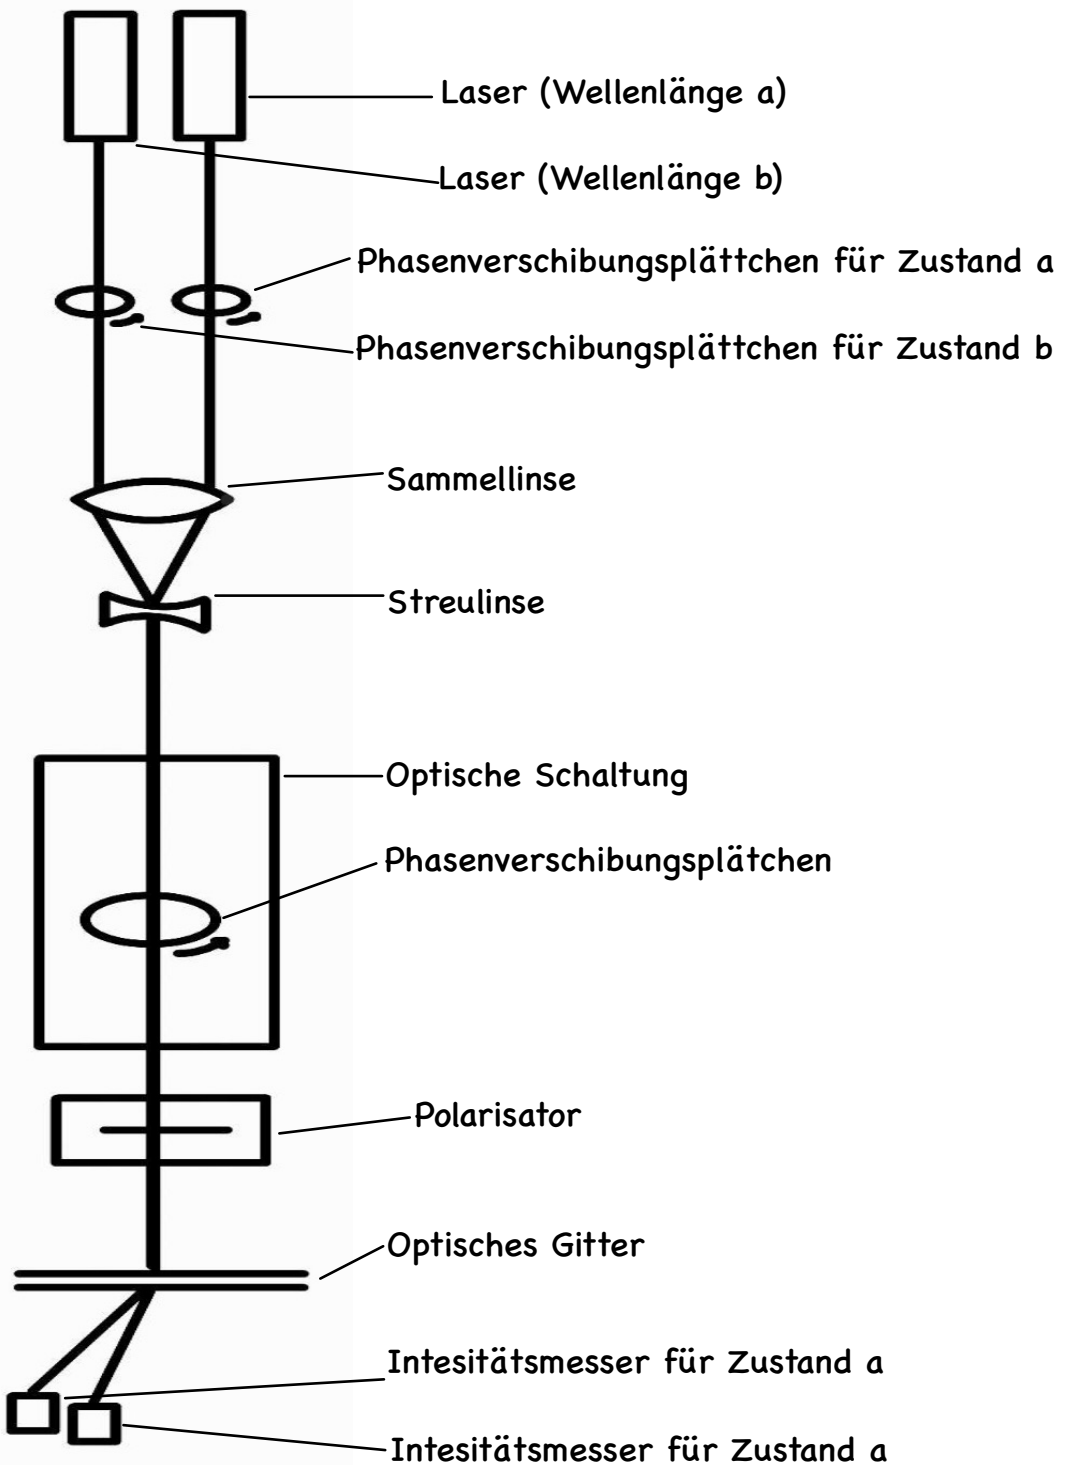 Laser (Wellenlänge a)
Laser (Wellenlänge b)
Phasenverschibungsplättchen für Zustand a
Phasenverschibungsplättchen für Zustand b
Sammellinse
Streulinse
Optische Schaltung
Phasenverschibungsplätchen
Polarisator
Optisches Gitter
Intesitätsmesser für Zustand a
Intesitätsmesser für Zustand a